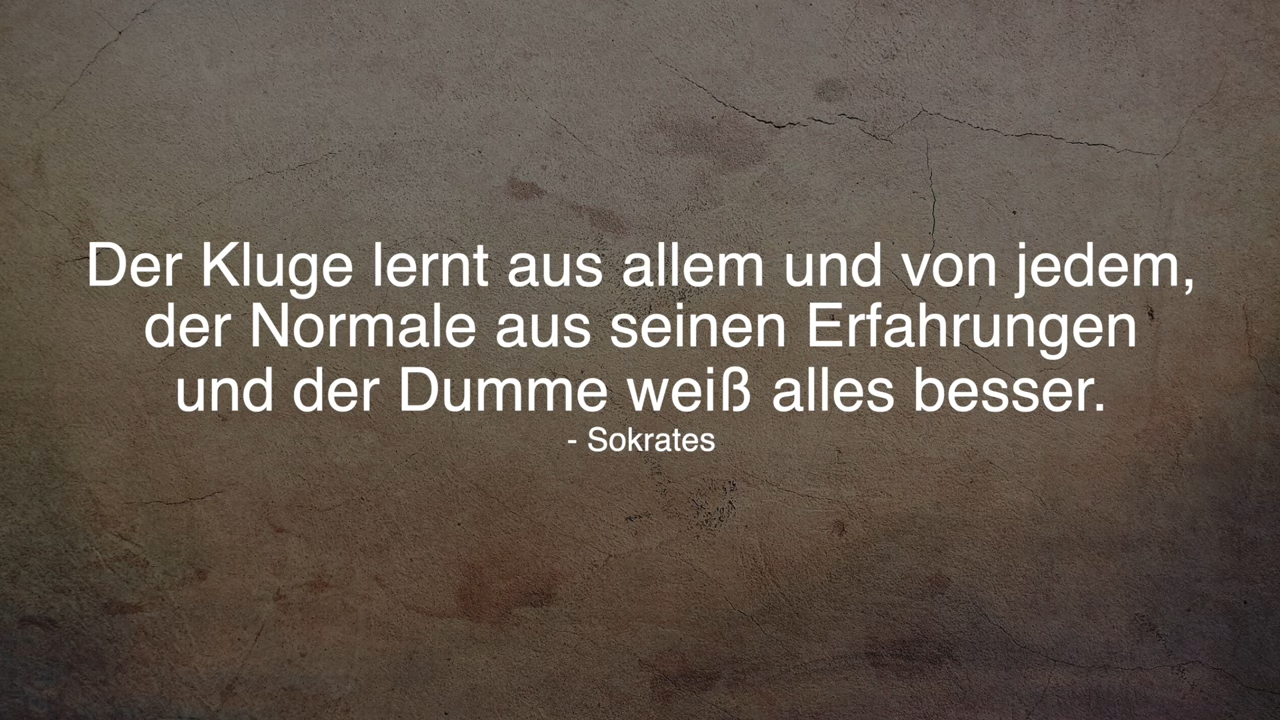 Der Kluge lernt aus allem und von jedem,
der Normale aus seinen Erfahrungen
und der Dumme weiß alles besser.
- Sokrates